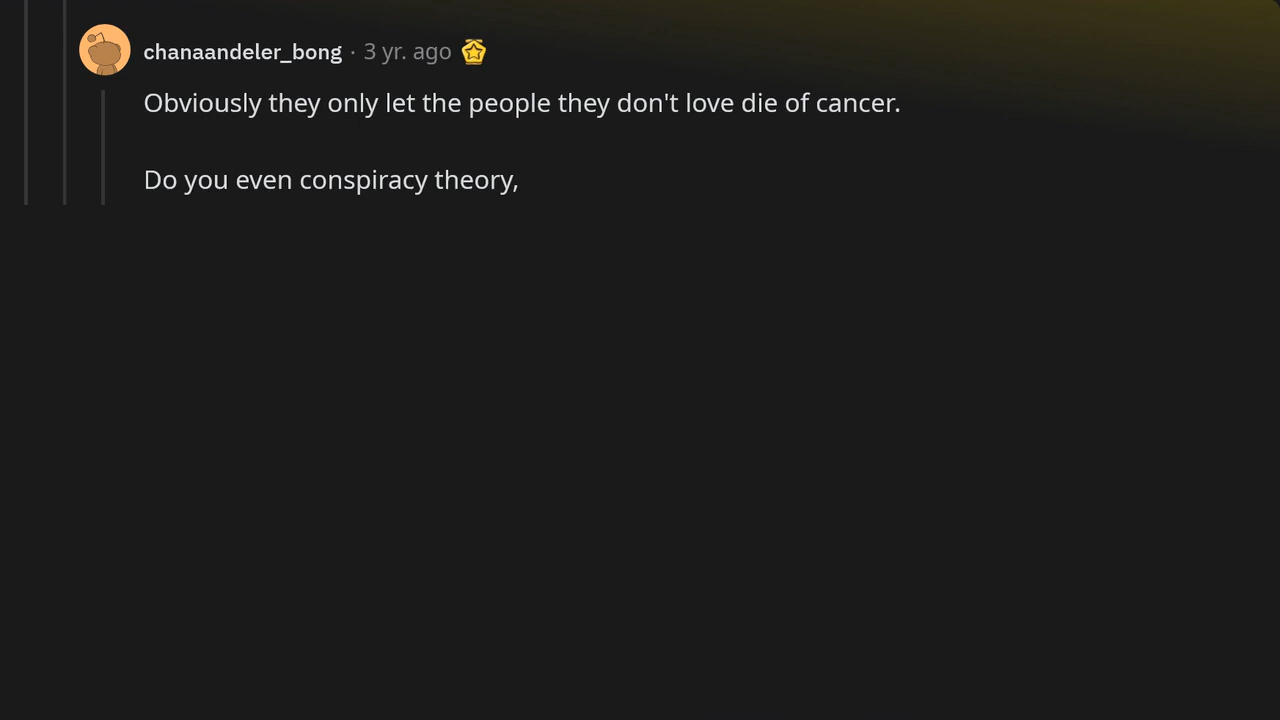 chanaandeler_bong · 3 yr. ago
Obviously they only let the people they don't love die of cancer.
Do you even conspiracy theory,